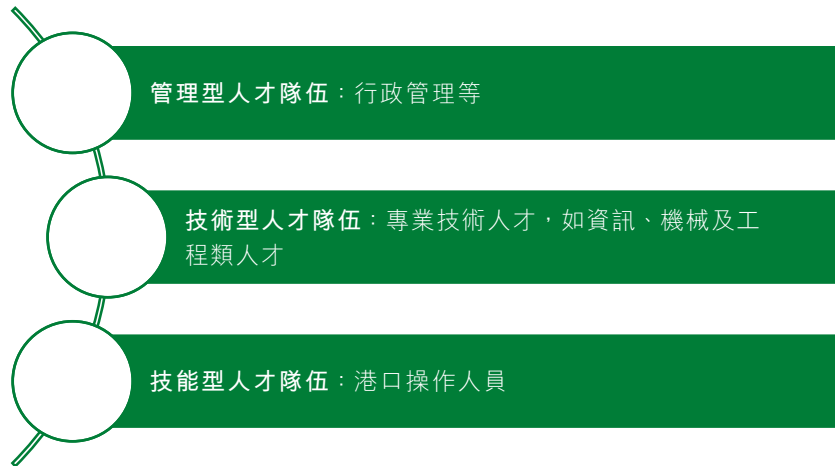 管理型人才隊伍：行政管理等
技術型人才隊伍：專業技術人才，如資訊、機械及工
程類人才
技能型人才隊伍：港口操作人員